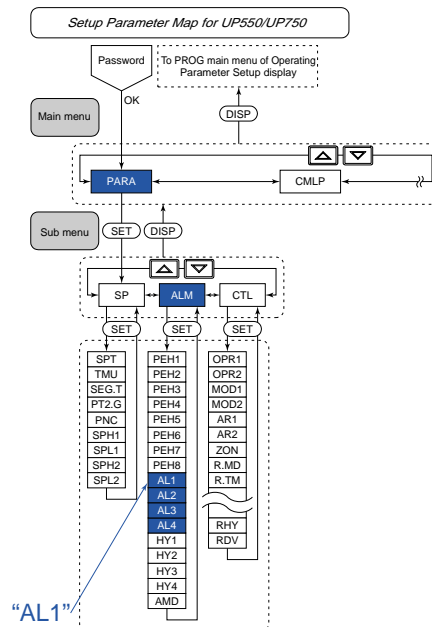 Setup Parameter Map for UP550/UP750
Password
To PROG main menu of Operating
Parameter Setup display
OK
DISP
Main menu
PARA
CMLP
Sub menu
SET
DISP
SP
ALM
CTL
SET
SET
SET
SPT
TMU
SEG.T
PT2.G
PNC
SPH1
SPL1
SPH2
SPL2
PEH1
PEH2
PEH3
PEH4
PEH5
PEH6
PEH7
PEH8
AL1
AL2
AL3
AL4
HY1
HY2
HY3
HY4
AMD
OPR1
OPR2
MOD1
MOD2
AR1
AR2
ZON
R.MD
R.TM
RHY
RDV
“AL1”